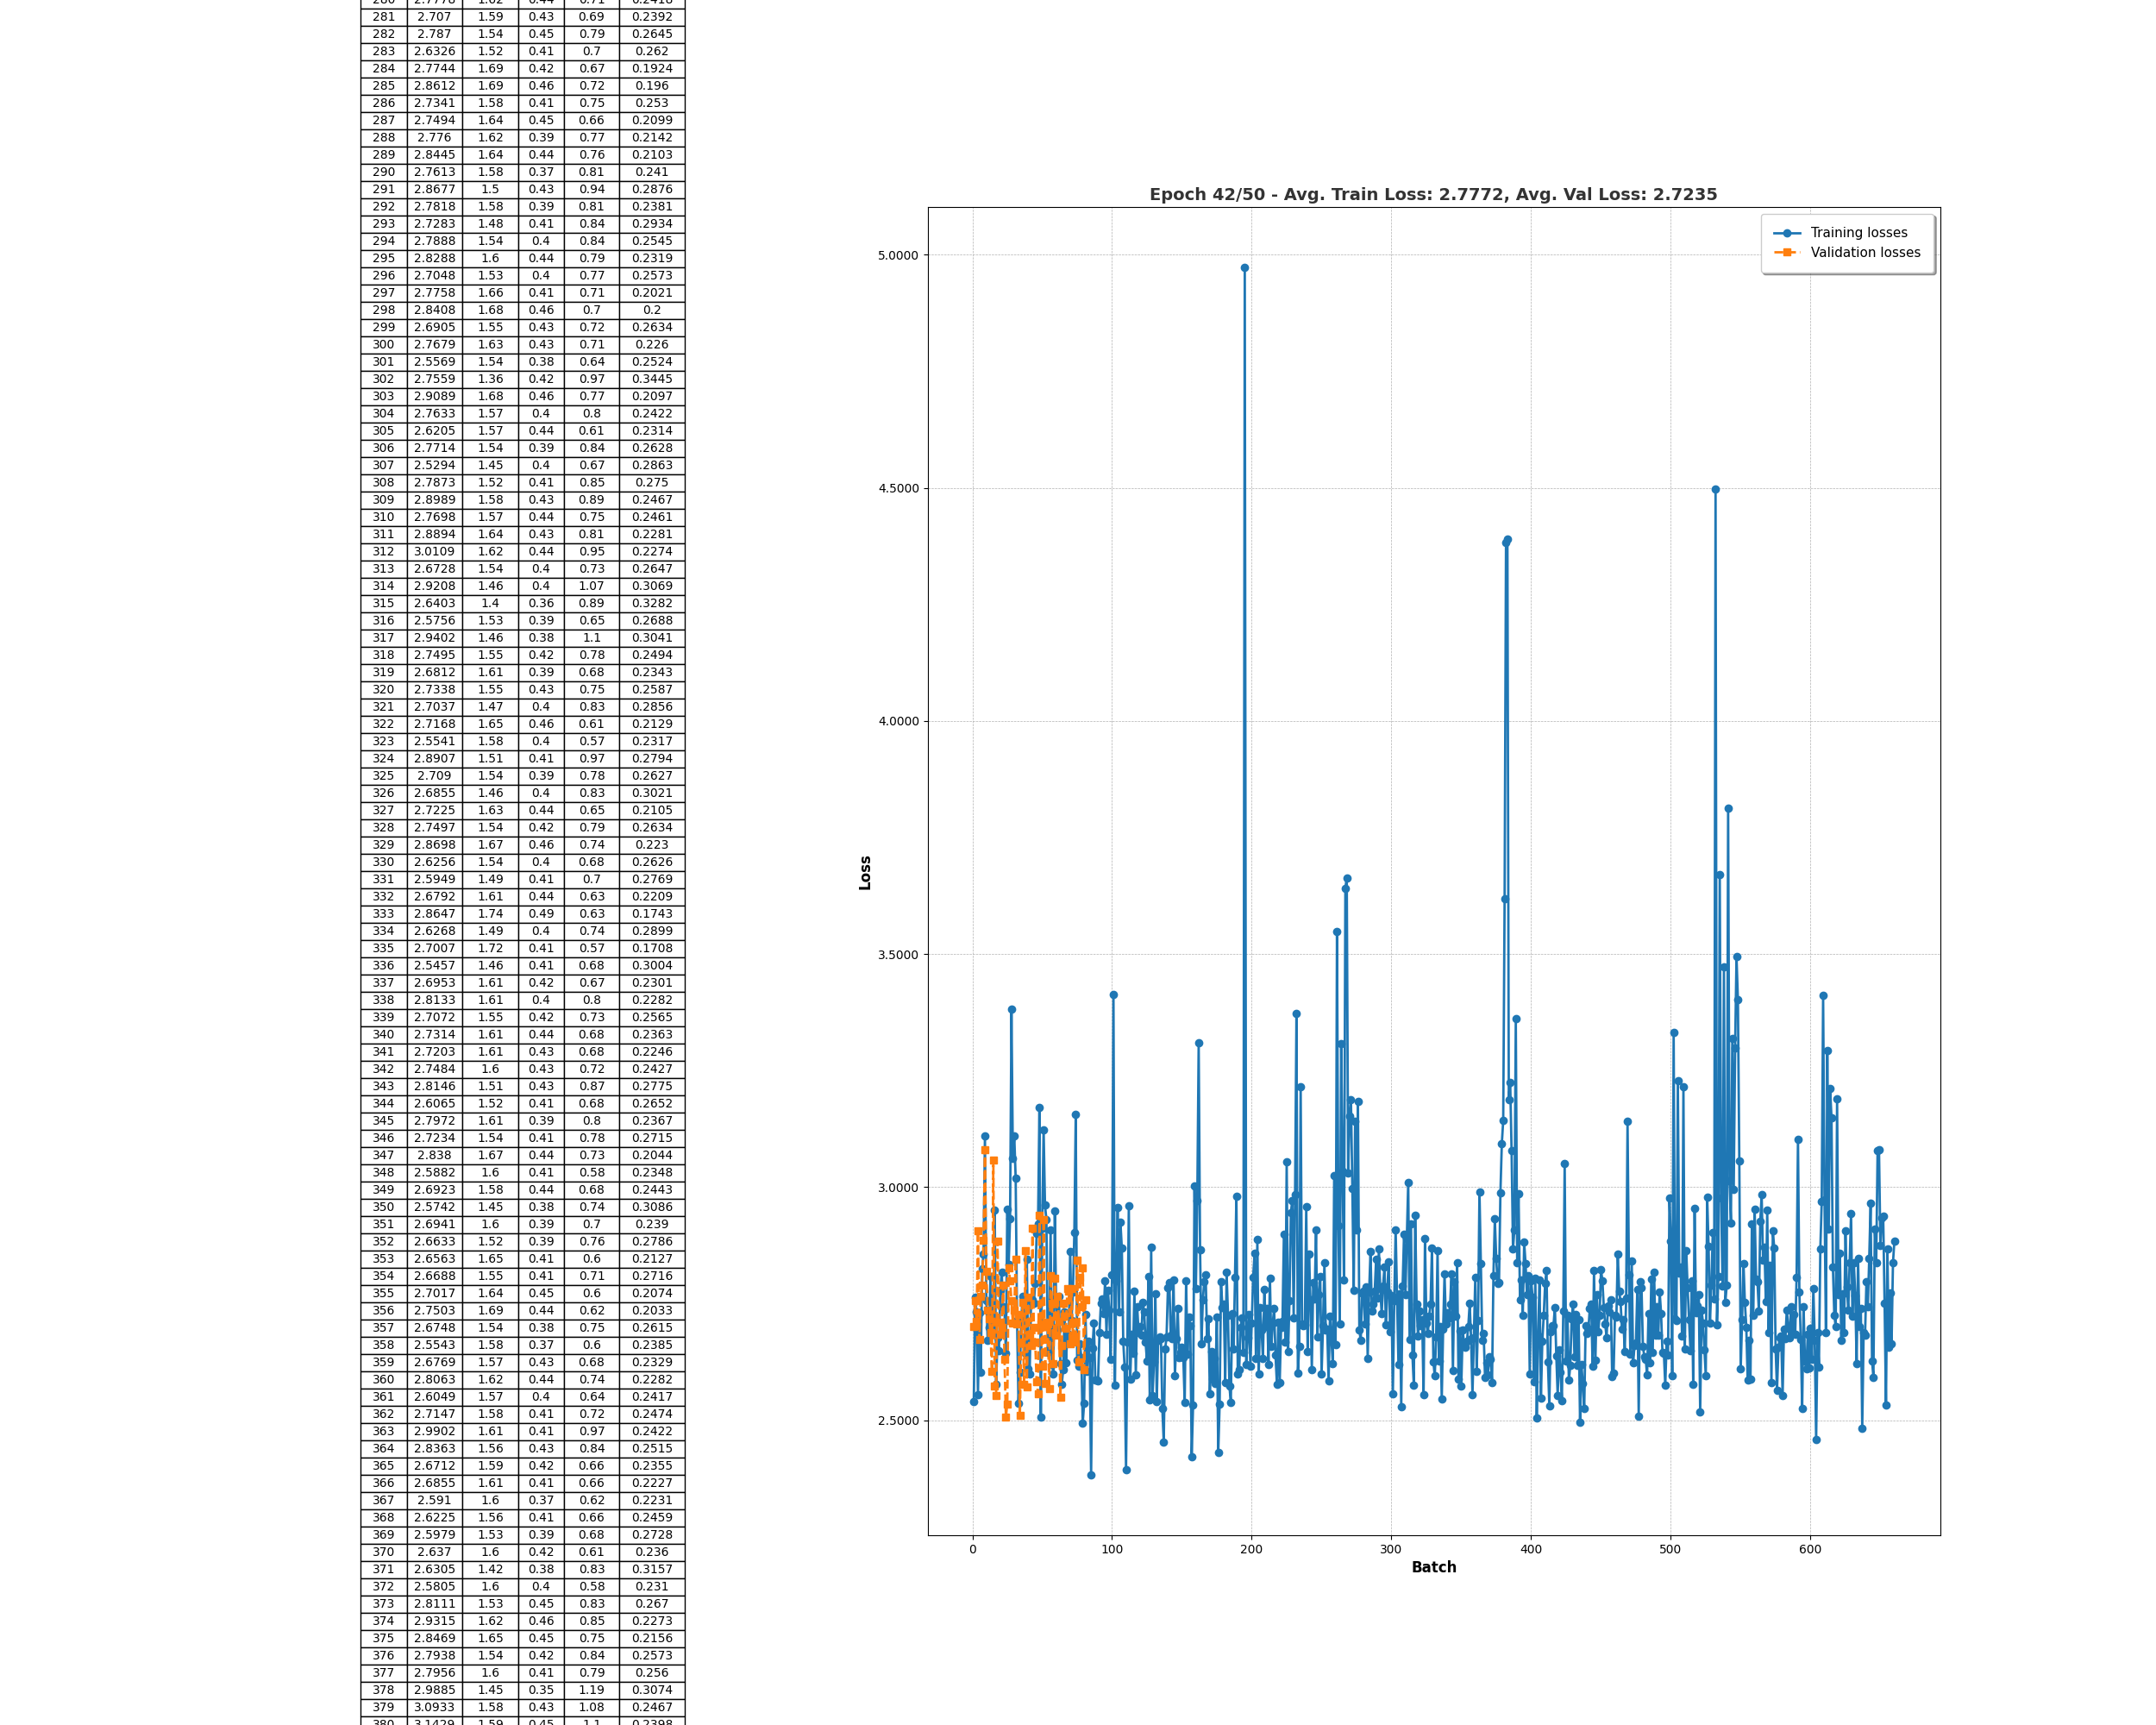 281 2.707 1.59 0.43 0.69 0.2392
282 2.787 1.54 0.45 0.79 0.2645
283 2.6326 1.52 0.41 0.7 0.262
284 2.7744 1.69 0.42 0.67 0.1924
285 2.8612 1.69 0.46 0.72 0.196
286 2.7341 1.58 0.41 0.75 0.253
287 2.7494 1.64 0.45 0.66 0.2099
288 2.776 1.62 0.39 0.77 0.2142
289 2.8445 1.64 0.44 0.76 0.2103
290 2.7613 1.58 0.37 0.81 0.241
291 2.8677 1.5 0.43 0.94 0.2876
292 2.7818 1.58 0.39 0.81 0.2381
293 2.7283 1.48 0.41 0.84 0.2934
294 2.7888 1.54 0.4 0.84 0.2545
295 2.8288 1.6 0.44 0.79 0.2319
296 2.7048 1.53 0.4 0.77 0.2573
297 2.7758 1.66 0.41 0.71 0.2021
298 2.8408 1.68 0.46 0.7 0.2
299 2.6905 1.55 0.43 0.72 0.2634
300 2.7679 1.63 0.43 0.71 0.226
301 2.5569 1.54 0.38 0.64 0.2524
302 2.7559 1.36 0.42 0.97 0.3445
303 2.9089 1.68 0.46 0.77 0.2097
304 2.7633 1.57 0.4 0.8 0.2422
305 2.6205 1.57 0.44 0.61 0.2314
306 2.7714 1.54 0.39 0.84 0.2628
307 2.5294 1.45 0.4 0.67 0.2863
308 2.7873 1.52 0.41 0.85 0.275
309 2.8989 1.58 0.43 0.89 0.2467
310 2.7698 1.57 0.44 0.75 0.2461
311 2.8894 1.64 0.43 0.81 0.2281
312 3.0109 1.62 0.44 0.95 0.2274
313 2.6728 1.54 0.4 0.73 0.2647
314 2.9208 1.46 0.4 1.07 0.3069
315 2.6403 1.4 0.36 0.89 0.3282
316 2.5756 1.53 0.39 0.65 0.2688
317 2.9402 1.46 0.38 1.1 0.3041
318 2.7495 1.55 0.42 0.78 0.2494
319 2.6812 1.61 0.39 0.68 0.2343
320 2.7338 1.55 0.43 0.75 0.2587
321 2.7037 1.47 0.4 0.83 0.2856
322 2.7168 1.65 0.46 0.61 0.2129
323 2.5541 1.58 0.4 0.57 0.2317
324 2.8907 1.51 0.41 0.97 0.2794
325 2.709 1.54 0.39 0.78 0.2627
326 2.6855 1.46 0.4 0.83 0.3021
327 2.7225 1.63 0.44 0.65 0.2105
328 2.7497 1.54 0.42 0.79 0.2634
329 2.8698 1.67 0.46 0.74 0.223
330 2.6256 1.54 0.4 0.68 0.2626
331 2.5949 1.49 0.41 0.7 0.2769
332 2.6792 1.61 0.44 0.63 0.2209
333 2.8647 1.74 0.49 0.63 0.1743
334 2.6268 1.49 0.4 0.74 0.2899
335 2.7007 1.72 0.41 0.57 0.1708
336 2.5457 1.46 0.41 0.68 0.3004
337 2.6953 1.61 0.42 0.67 0.2301
338 2.8133 1.61 0.4 0.8 0.2282
339 2.7072 1.55 0.42 0.73 0.2565
340 2.7314 1.61 0.44 0.68 0.2363
341 2.7203 1.61 0.43 0.68 0.2246
342 2.7484 1.6 0.43 0.72 0.2427
343 2.8146 1.51 0.43 0.87 0.2775
344 2.6065 1.52 0.41 0.68 0.2652
345 2.7972 1.61 0.39 0.8 0.2367
346 2.7234 1.54 0.41 0.78 0.2715
347 2.838 1.67 0.44 0.73 0.2044
348 2.5882 1.6 0.41 0.58 0.2348
349 2.6923 1.58 0.44 0.68 0.2443
350 2.5742 1.45 0.38 0.74 0.3086
351 2.6941 1.6 0.39 0.7 0.239
352 2.6633 1.52 0.39 0.76 0.2786
353 2.6563 1.65 0.41 0.6 0.2127
354 2.6688 1.55 0.41 0.71 0.2716
355 2.7017 1.64 0.45 0.6 0.2074
356 2.7503 1.69 0.44 0.62 0.2033
357 2.6748 1.54 0.38 0.75 0.2615
358 2.5543 1.58 0.37 0.6 0.2385
359 2.6769 1.57 0.43 0.68 0.2329
360 2.8063 1.62 0.44 0.74 0.2282
361 2.6049 1.57 0.4 0.64 0.2417
362 2.7147 1.58 0.41 0.72 0.2474
363 2.9902 1.61 0.41 0.97 0.2422
364 2.8363 1.56 0.43 0.84 0.2515
365 2.6712 1.59 0.42 0.66 0.2355
366 2.6855 1.61 0.41 0.66 0.2227
367 2.591 1.6 0.37 0.62 0.2231
368 2.6225 1.56 0.41 0.66 0.2459
369 2.5979 1.53 0.39 0.68 0.2728
370 2.637 1.6 0.42 0.61 0.236
371 2.6305 1.42 0.38 0.83 0.3157
372 2.5805 1.6 0.4 0.58 0.231
373 2.8111 1.53 0.45 0.83 0.267
374 2.9315 1.62 0.46 0.85 0.2273
375 2.8469 1.65 0.45 0.75 0.2156
376 2.7938 1.54 0.42 0.84 0.2573
377 2.7956 1.6 0.41 0.79 0.256
378 2.9885 1.45 0.35 1.19 0.3074
379 3.0933 1.58 0.43 1.08 0.2467
380 3.1429 1.59 0.45 1.1 0.2398
Epoch 42/50 - Avg. Train Loss: 2.7772, Avg. Val Loss: 2.7235
Training losses
Validation losses
5.0000
4.5000
4.0000
3.5000
3.0000
2.5000
Loss
0 100 200 300 400 500 600
Batch